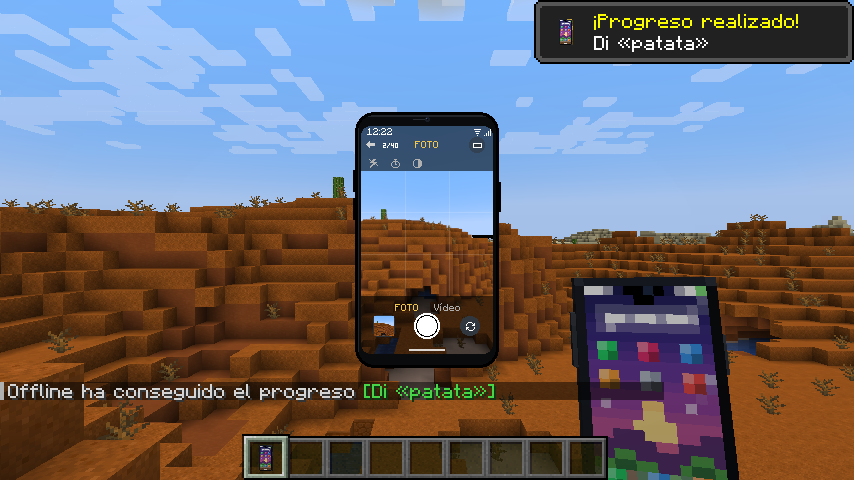 ¡Progreso realizado!
Di «patata»
12:22
2/40 FOTO
FOTO Vídeo
Offline ha conseguido el progreso [Di «patata»]